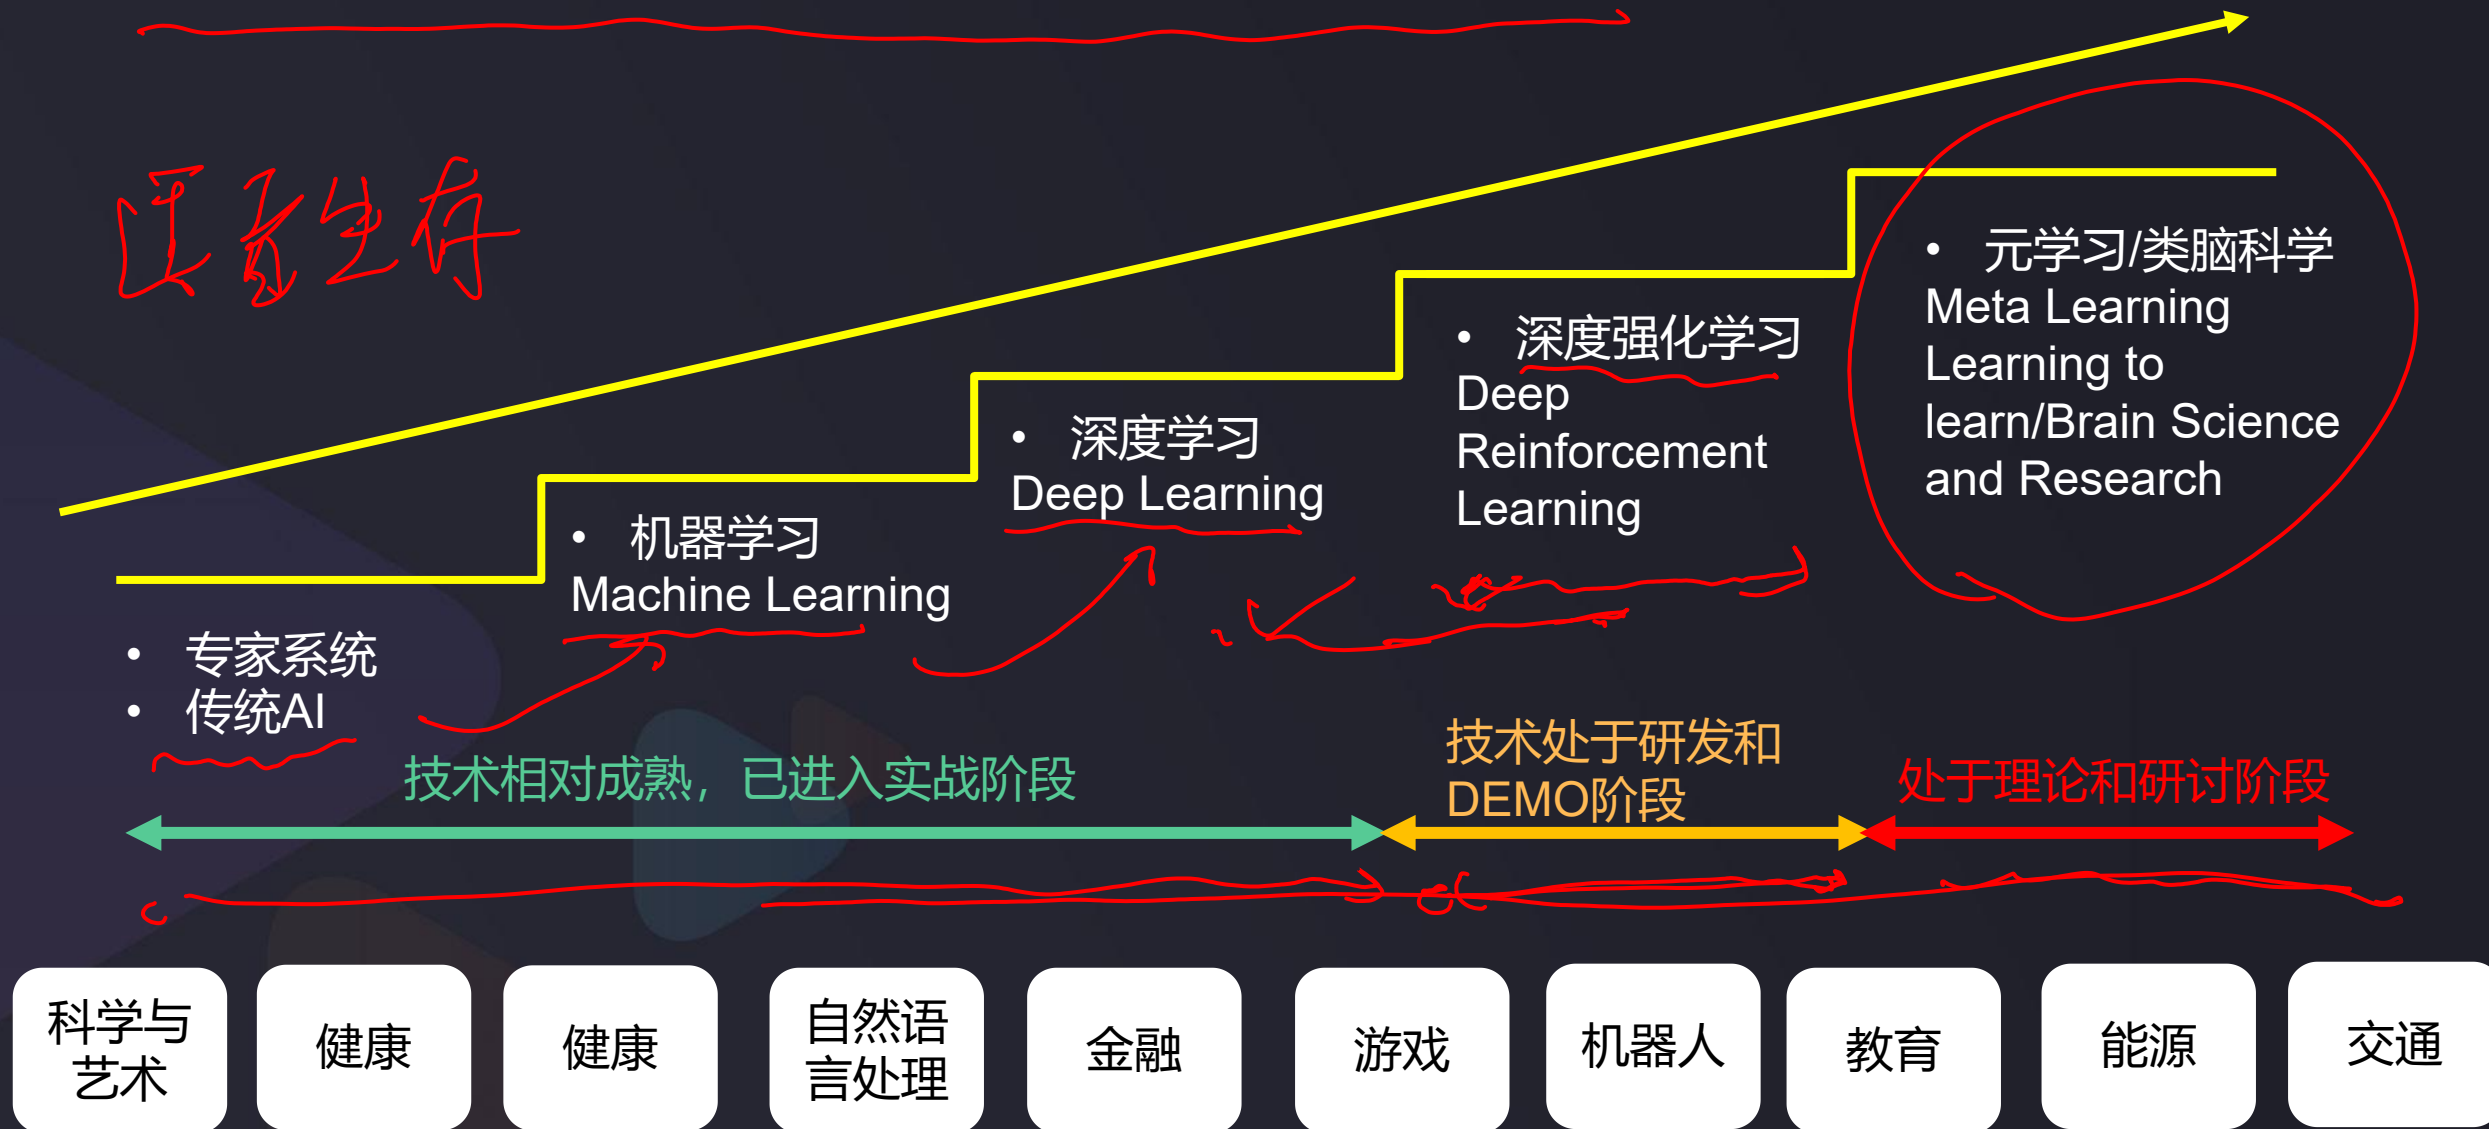 适者生存
• 元学习/类脑科学
Meta Learning
Learning to
learn/Brain Science
and Research
• 深度强化学习
Deep
Reinforcement
Learning
• 深度学习
Deep Learning
• 机器学习
Machine Learning
• 专家系统
• 传统AI
技术相对成熟，已进入实战阶段
技术处于研发和
DEMO阶段
处于理论和研讨阶段
科学与
艺术
健康
健康
自然语
言处理
金融
游戏
机器人
教育
能源
交通